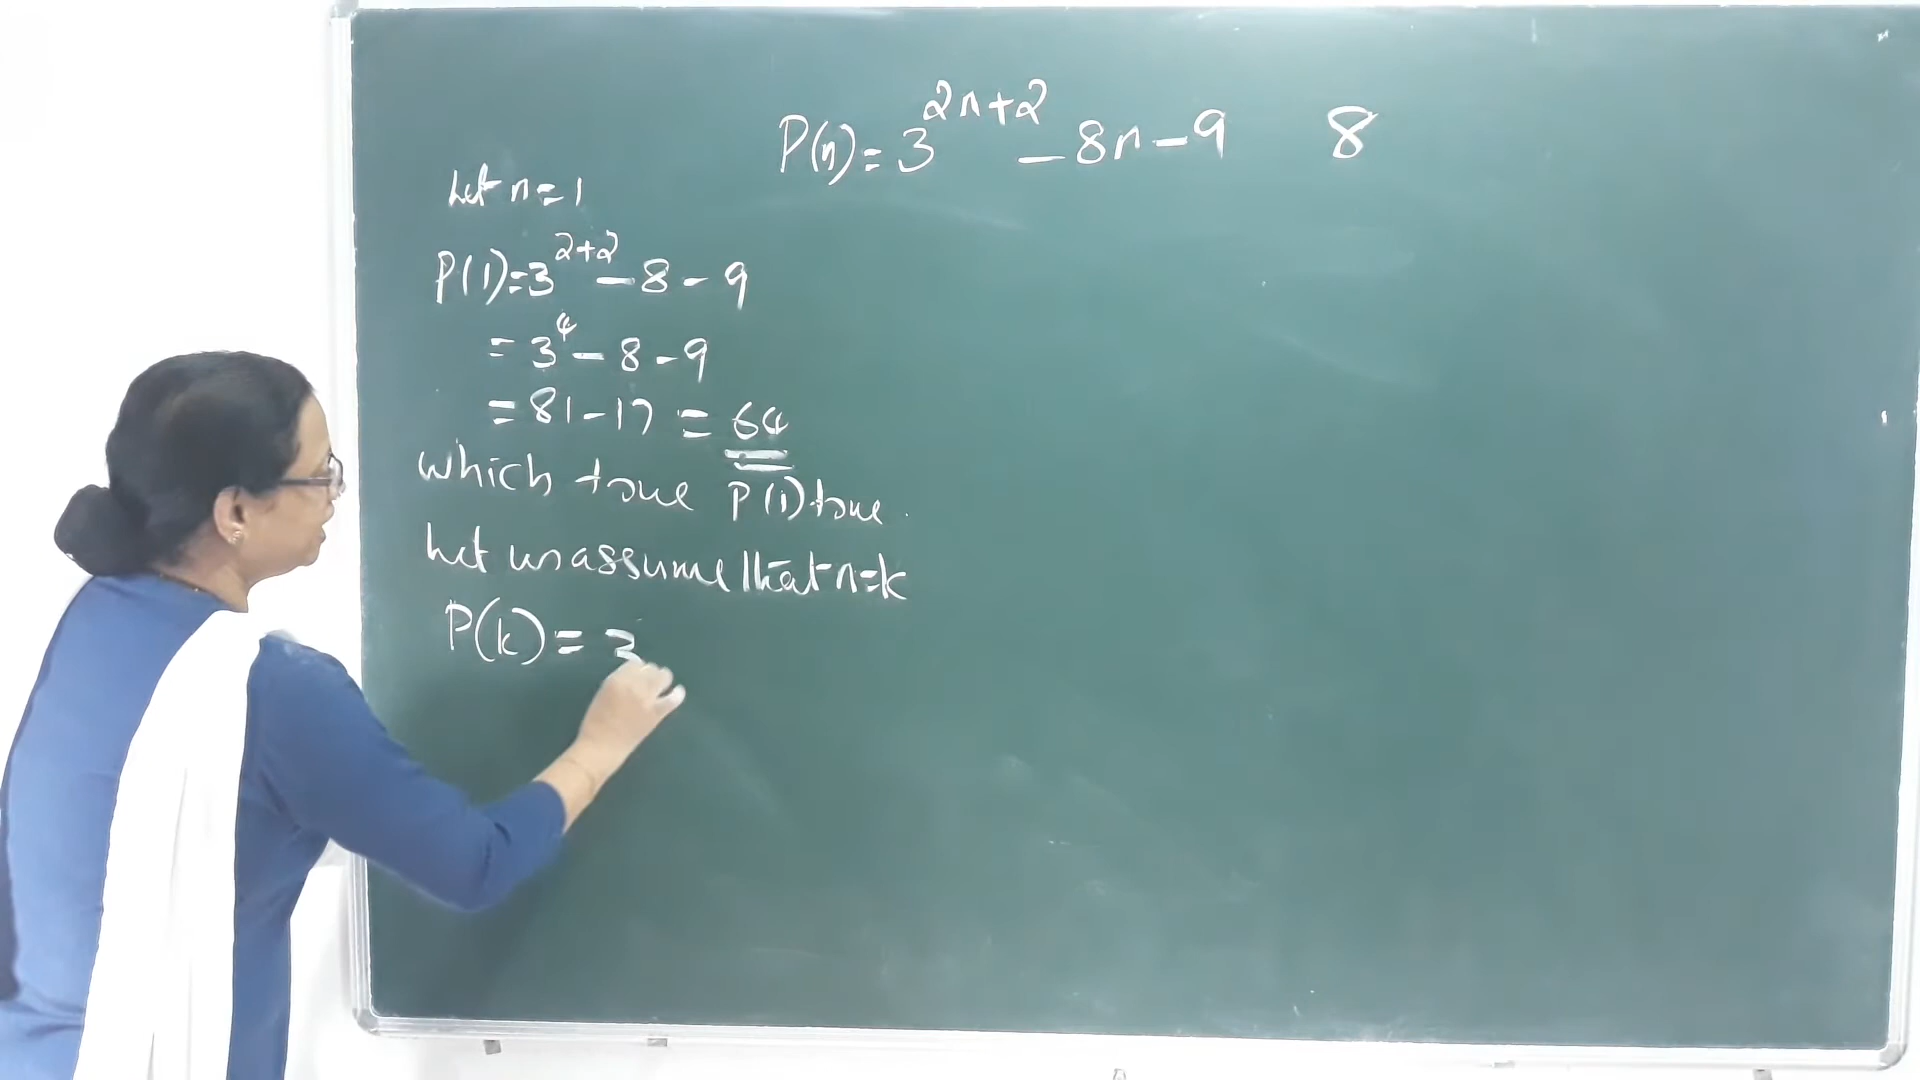 P(n) = 3^{2n+2} - 8n - 9 8
Let n = 1
P(1) = 3^{2+2} - 8 - 9
= 3^4 - 8 - 9
= 81 - 17 = 64
which true P(1) true.
Let us assume that n = k
P(k) = 3